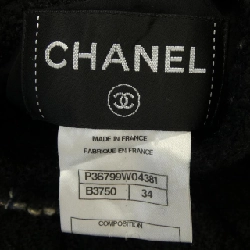 CHANEL
MADE IN FRANCE
FABRIQUE EN FRANCE
P36799W04381
B3750 34
COMPOSITION